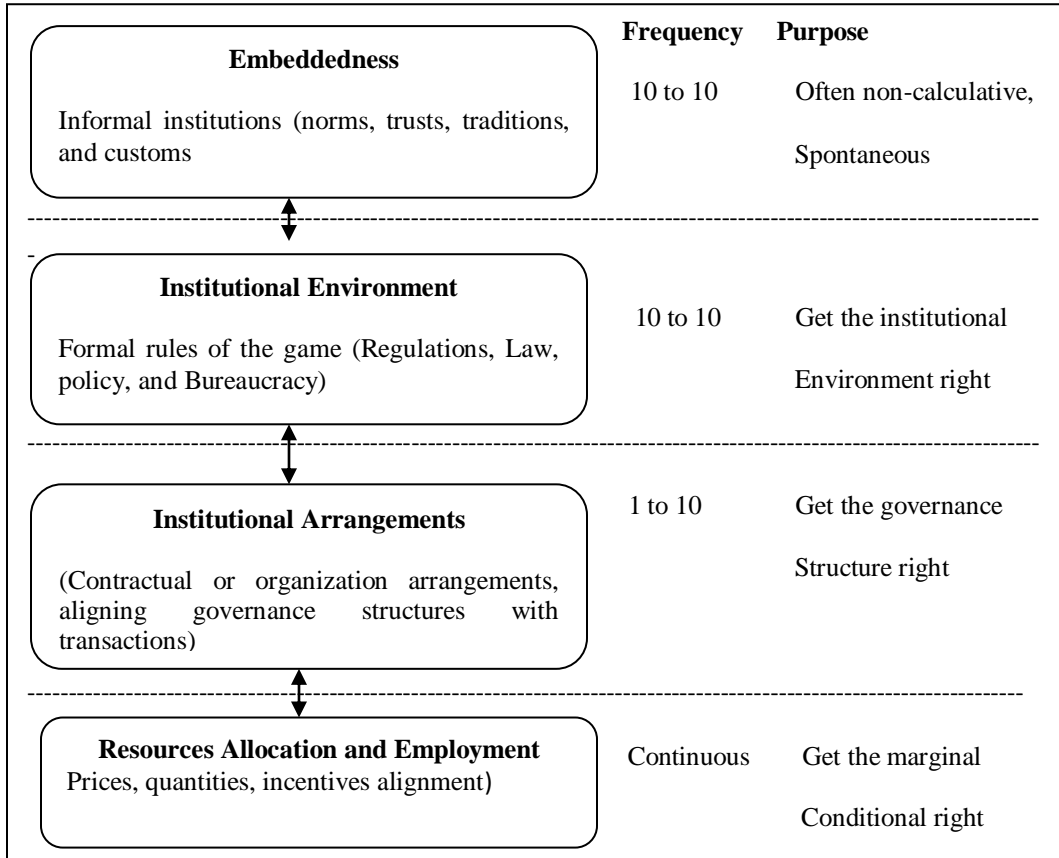 Frequency Purpose
Embeddedness
Informal institutions (norms, trusts, traditions,
and customs
10 to 10 Often non-calculative,
Spontaneous
Institutional Environment
Formal rules of the game (Regulations, Law,
policy, and Bureaucracy)
10 to 10 Get the institutional
Environment right
Institutional Arrangements
(Contractual or organization arrangements,
aligning governance structures with
transactions)
1 to 10 Get the governance
Structure right
Resources Allocation and Employment
Prices, quantities, incentives alignment)
Continuous Get the marginal
Conditional right